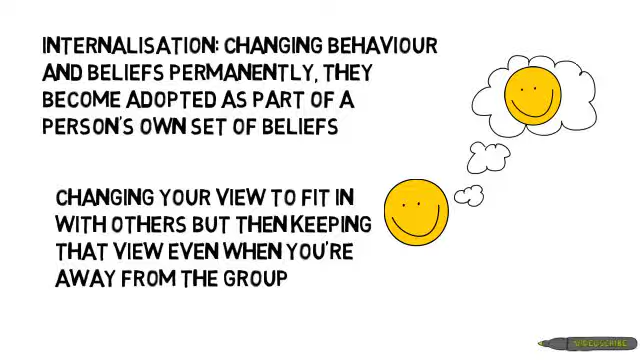 INTERNALISATION: CHANGING BEHAVIOUR
AND BELIEFS PERMANENTLY, THEY
BECOME ADOPTED AS PART OF A
PERSON'S OWN SET OF BELIEFS
CHANGING YOUR VIEW TO FIT IN
WITH OTHERS BUT THEN KEEPING
THAT VIEW EVEN WHEN YOU'RE
AWAY FROM THE GROUP